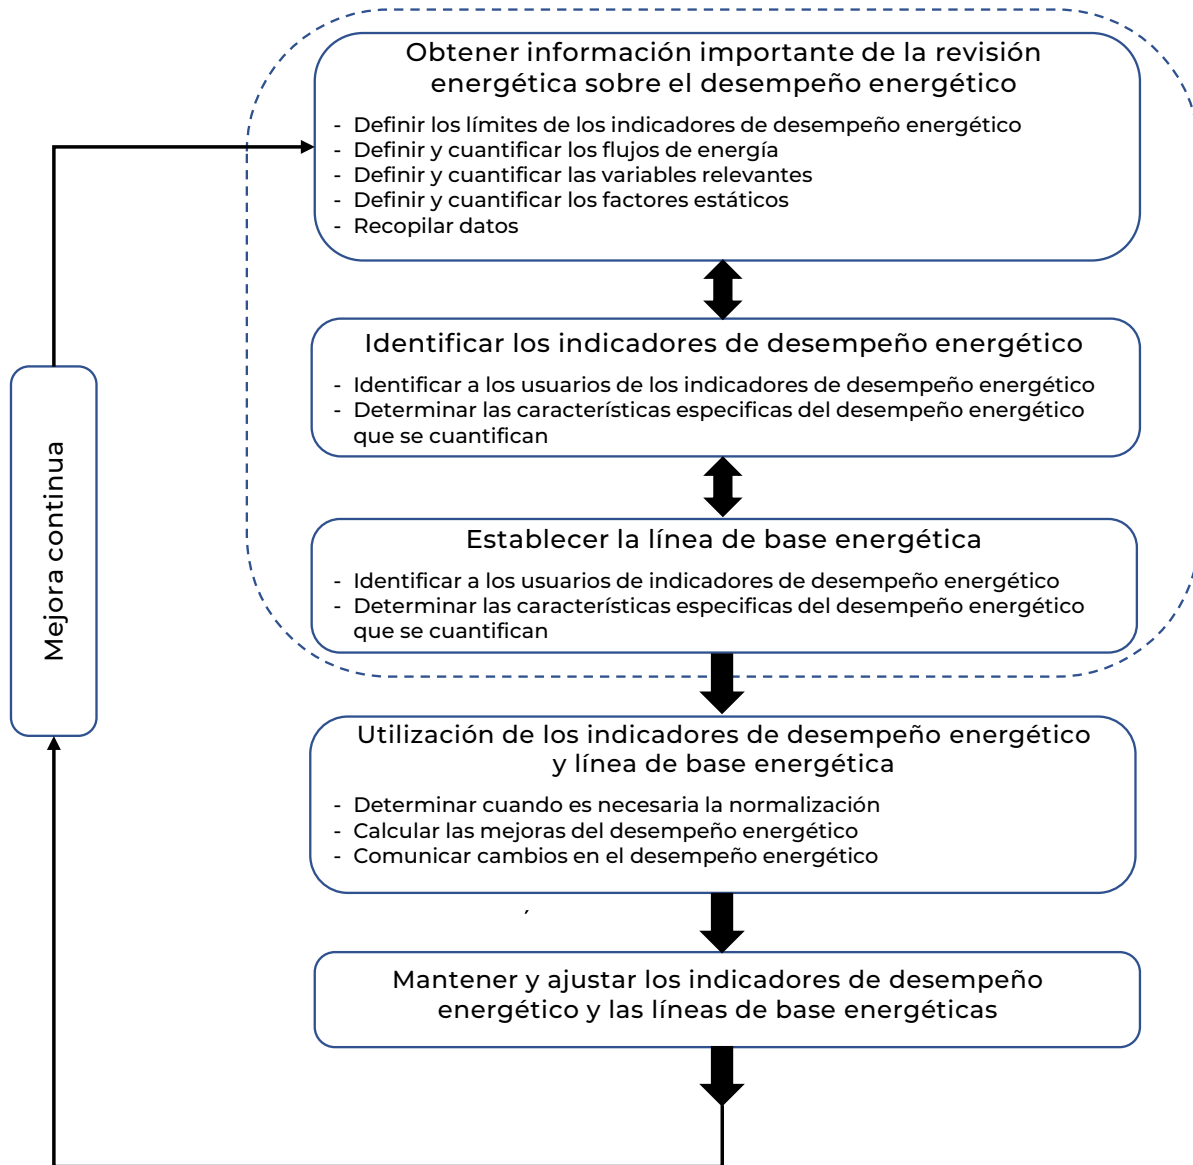 Obtener información importante de la revisión
energética sobre el desempeño energético
- Definir los límites de los indicadores de desempeño energético
- Definir y cuantificar los flujos de energía
- Definir y cuantificar las variables relevantes
- Definir y cuantificar los factores estáticos
- Recopilar datos
Identificar los indicadores de desempeño energético
- Identificar a los usuarios de los indicadores de desempeño energético
- Determinar las características especificas del desempeño energético
que se cuantifican
Mejora continua
Establecer la línea de base energética
- Identificar a los usuarios de indicadores de desempeño energético
- Determinar las características especificas del desempeño energético
que se cuantifican
Utilización de los indicadores de desempeño energético
y línea de base energética
- Determinar cuando es necesaria la normalización
- Calcular las mejoras del desempeño energético
- Comunicar cambios en el desempeño energético
Mantener y ajustar los indicadores de desempeño
energético y las líneas de base energéticas